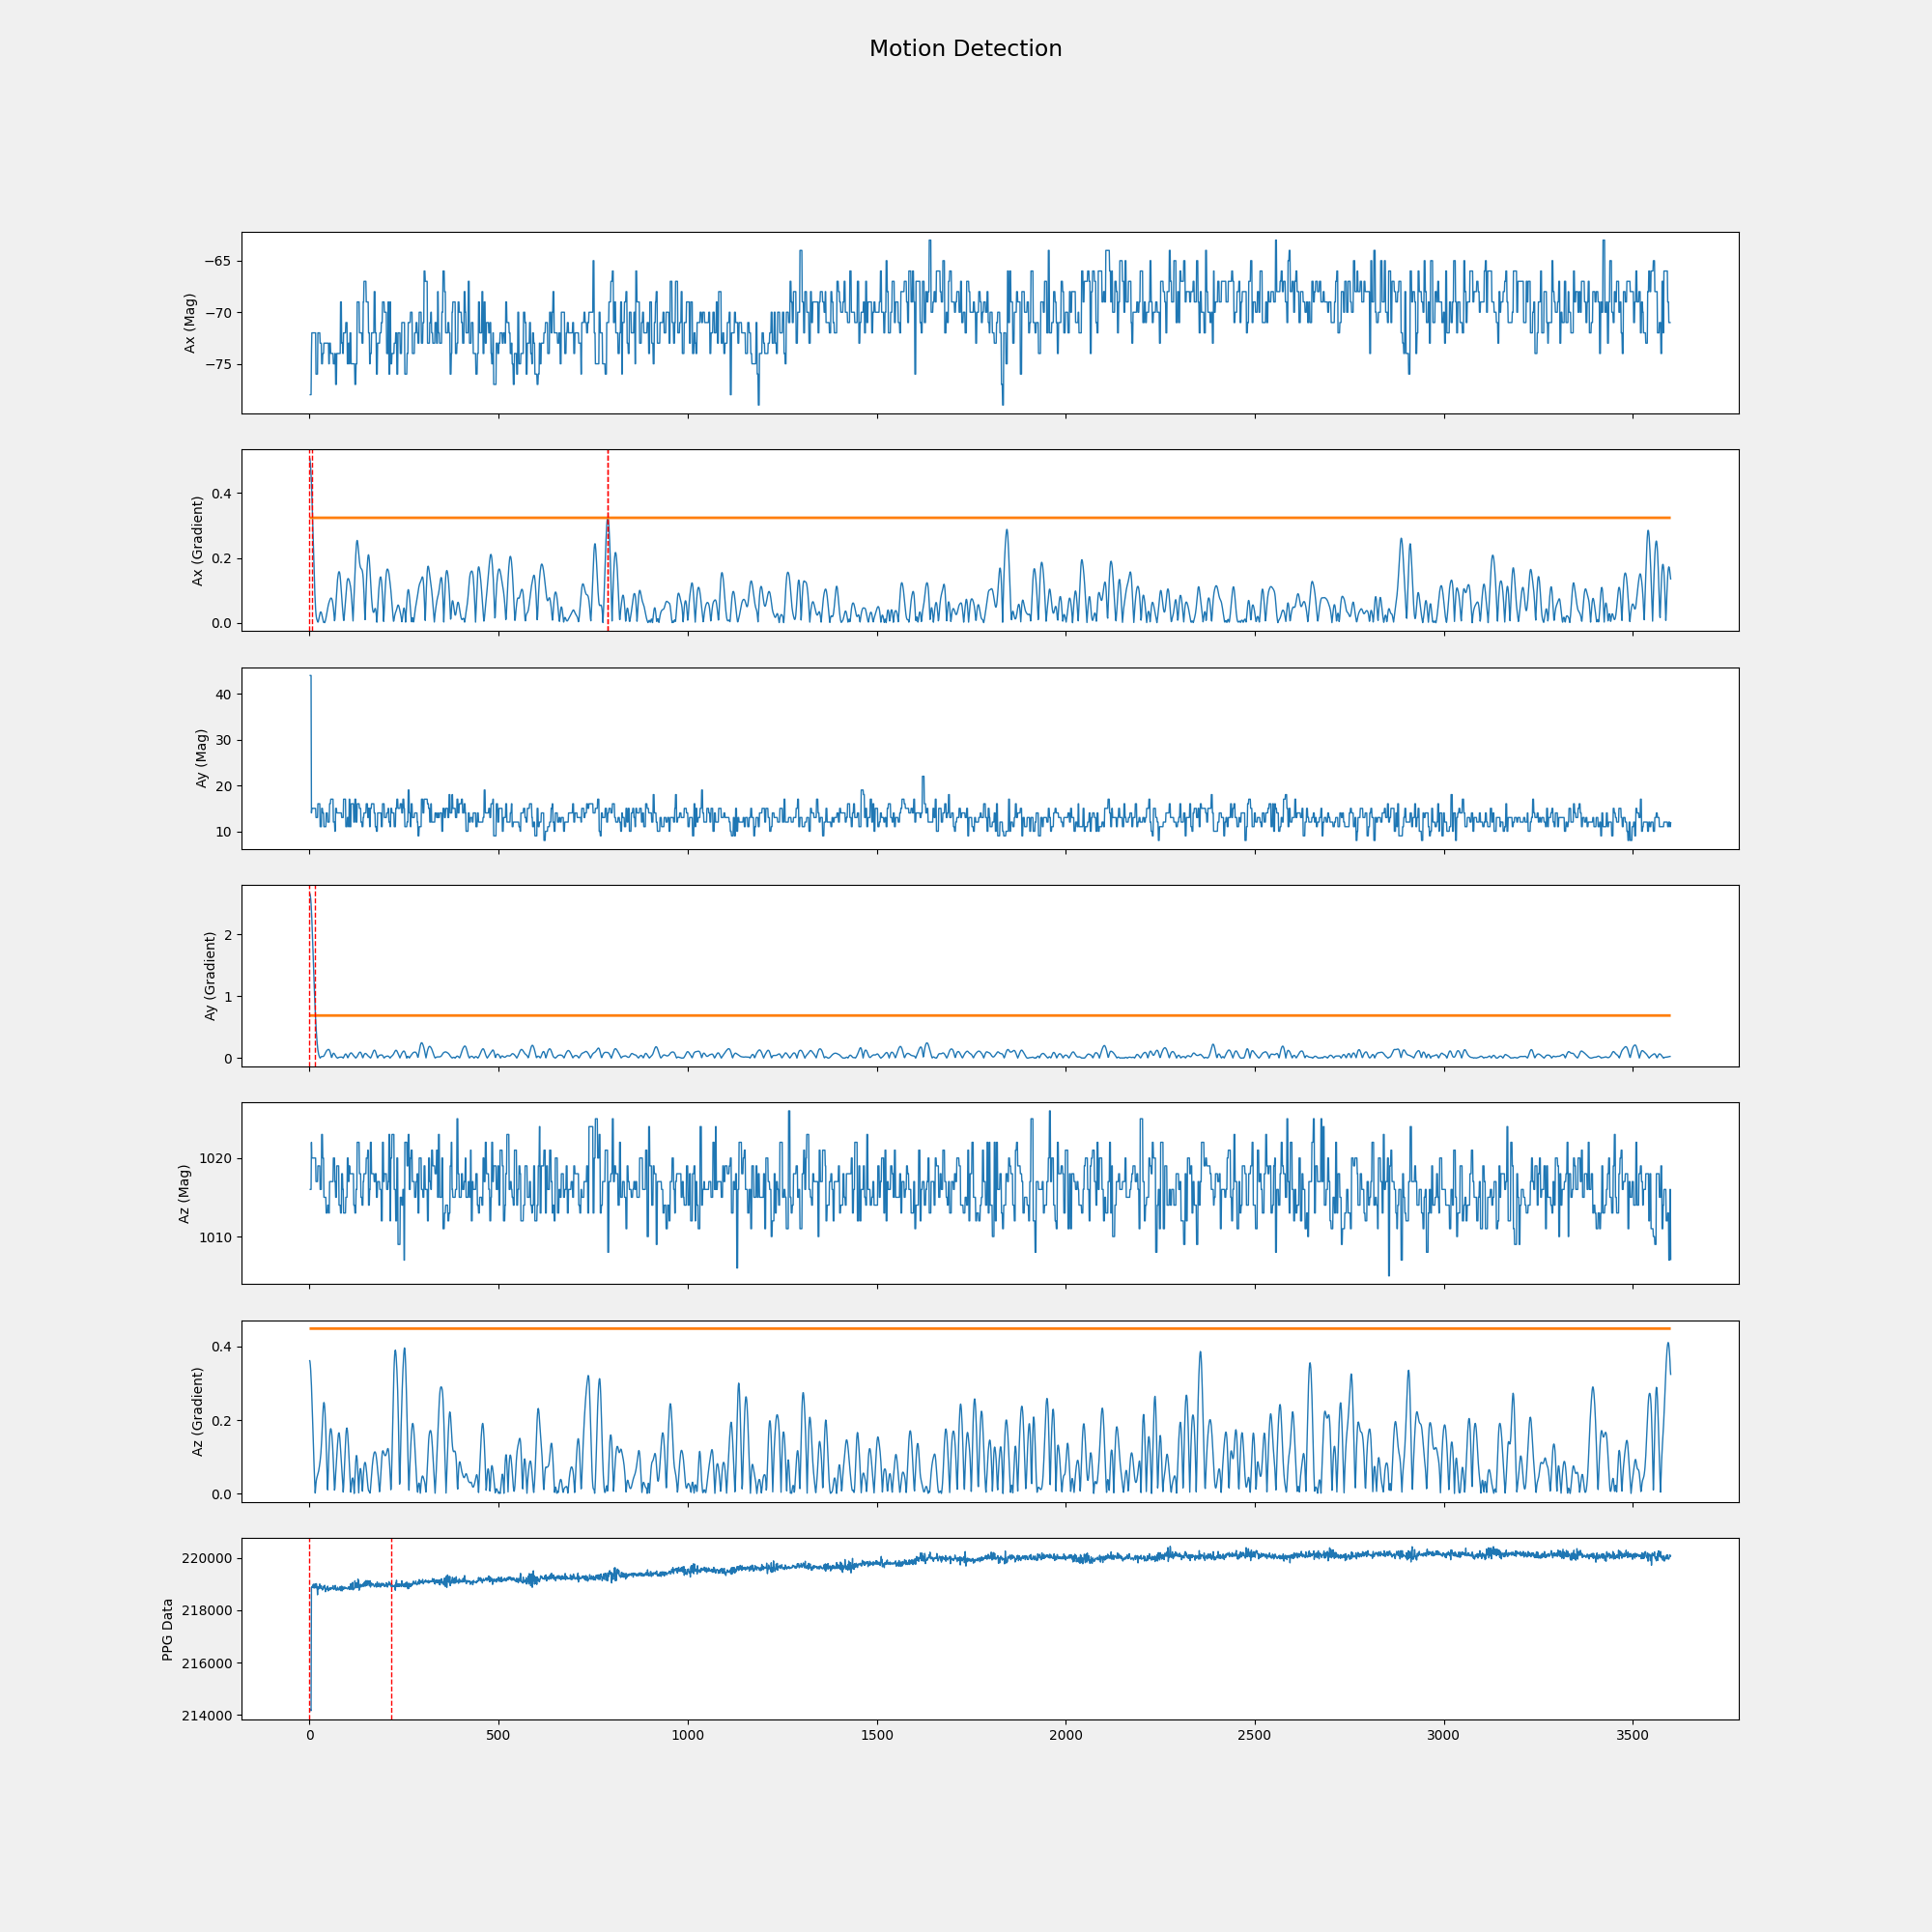 Motion Detection
Ax (Mag)
−65
−70
−75
Ax (Gradient)
0.4
0.2
0.0
Ay (Mag)
40
30
20
10
Ay (Gradient)
2
1
0
Az (Mag)
1020
1010
Az (Gradient)
0.4
0.2
0.0
PPG Data
220000
218000
216000
214000
0 500 1000 1500 2000 2500 3000 3500